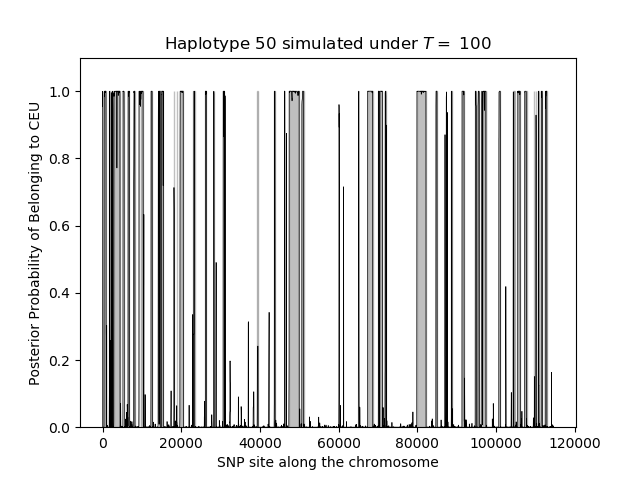 Haplotype 50 simulated under T = 100
Posterior Probability of Belonging to CEU
1.0
0.8
0.6
0.4
0.2
0.0
0 20000 40000 60000 80000 100000 120000
SNP site along the chromosome